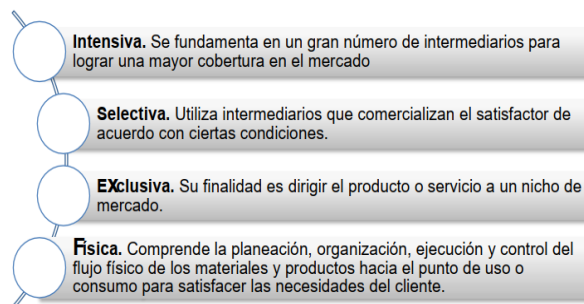 Intensiva. Se fundamenta en un gran número de intermediarios para
lograr una mayor cobertura en el mercado
Selectiva. Utiliza intermediarios que comercializan el satisfactor de
acuerdo con ciertas condiciones.
EXclusiva. Su finalidad es dirigir el producto o servicio a un nicho de
mercado.
Física. Comprende la planeación, organización, ejecución y control del
flujo físico de los materiales y productos hacia el punto de uso o
consumo para satisfacer las necesidades del cliente.